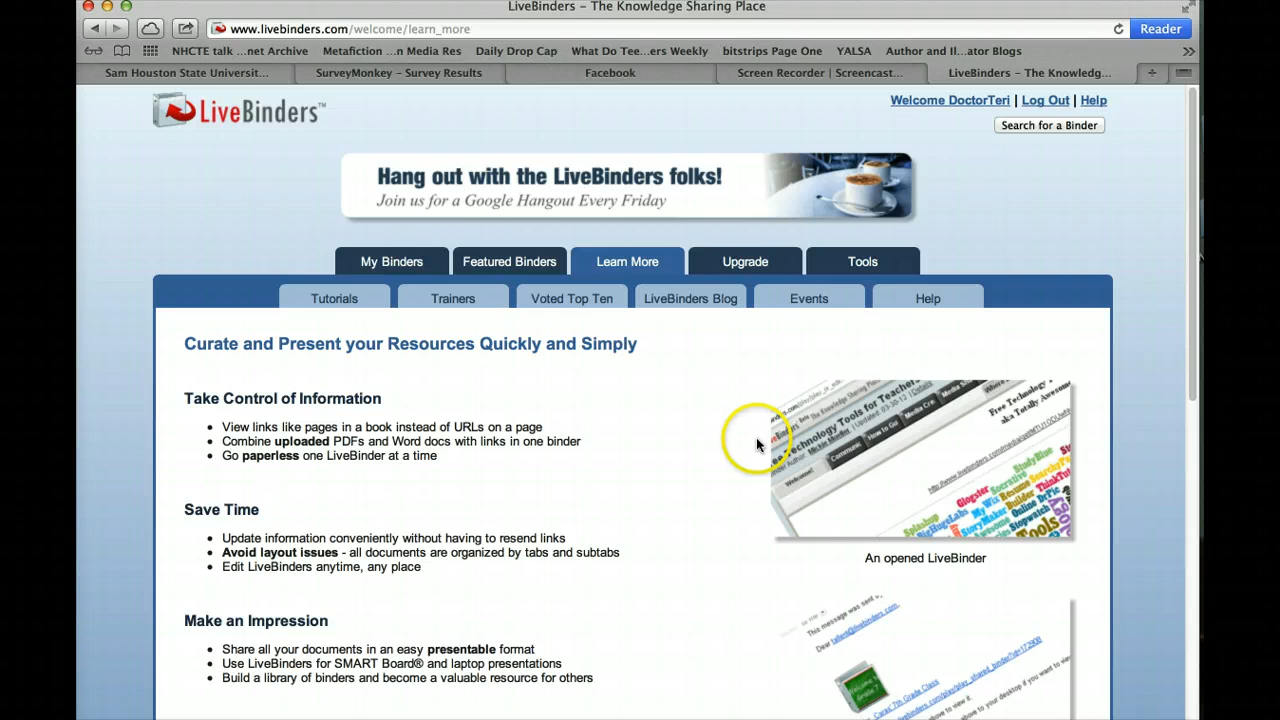 LiveBinders – The Knowledge Sharing Place
www.livebinders.com/welcome/learn_more
Reader
NHCTE talk ...net Archive
Metafiction ...n Med Res
Daily Drop Cap
What Do Tee...ers Weekly
bitstrips Page One
YALSA
Author and Il...ator Blogs
Sam Houston State Universit...
SurveyMonkey – Survey Results
Facebook
Screen Recorder | Screencast...
LiveBinders – The Knowledg...
LiveBinders™
Welcome DoctorTeri | Log Out | Help
Search for a Binder
Hang out with the LiveBinders folks!
Join us for a Google Hangout Every Friday
My Binders
Featured Binders
Learn More
Upgrade
Tools
Tutorials
Trainers
Voted Top Ten
LiveBinders Blog
Events
Help
Curate and Present your Resources Quickly and Simply
Take Control of Information
View links like pages in a book instead of URLs on a page
Combine uploaded PDFs and Word docs with links in one binder
Go paperless one LiveBinder at a time
Save Time
Update information conveniently without having to resend links
Avoid layout issues - all documents are organized by tabs and subtabs
Edit LiveBinders anytime, any place
An opened LiveBinder
Make an Impression
Share all your documents in an easy presentable format
Use LiveBinders for SMART Board® and laptop presentations
Build a library of binders and become a valuable resource for others
This message was sent
Dear